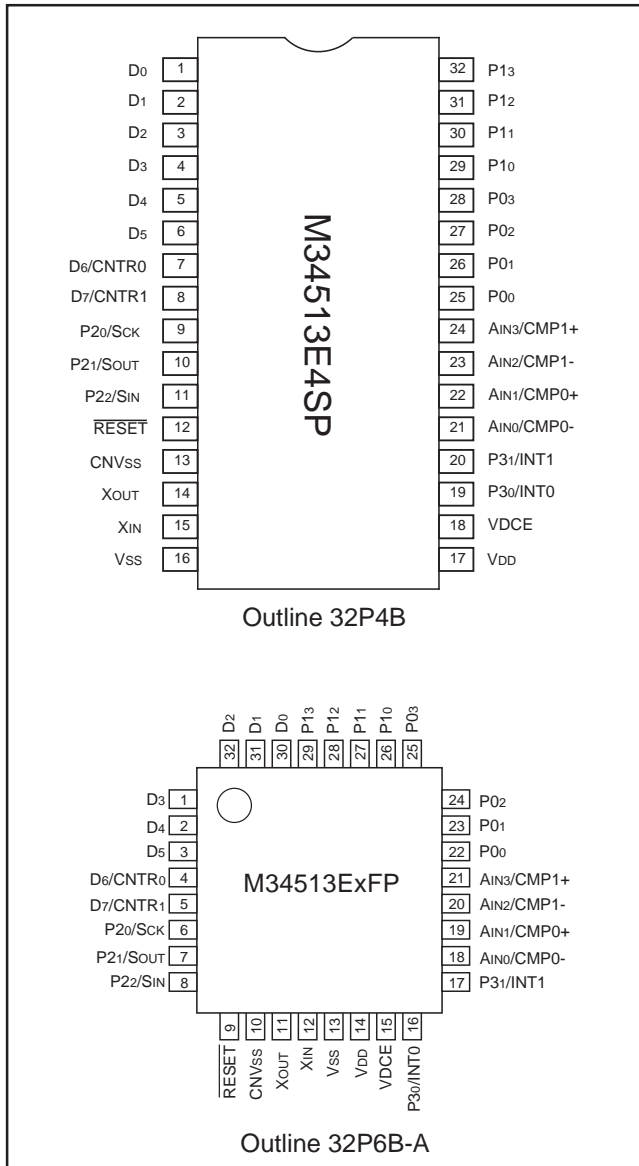 D0 1 32 P13
D1 2 31 P12
D2 3 30 P11
D3 4 29 P10
D4 5 28 P03
D5 6 27 P02
D6/CNTR0 7 26 P01
D7/CNTR1 8 25 P00
P20/SCK 9 24 AIN3/CMP1+
P21/SOUT 10 23 AIN2/CMP1-
P22/SIN 11 22 AIN1/CMP0+
RESET 12 21 AIN0/CMP0-
CNVSS 13 20 P31/INT1
XOUT 14 19 P30/INT0
XIN 15 18 VDCE
VSS 16 17 VDD
M34513E4SP
Outline 32P4B
D2 D1 D0 P13 P12 P11 P10 P03
32 31 30 29 28 27 26 25
D3 1 24 P02
D4 2 23 P01
D5 3 22 P00
D6/CNTR0 4 21 AIN3/CMP1+
D7/CNTR1 5 20 AIN2/CMP1-
P20/SCK 6 19 AIN1/CMP0+
P21/SOUT 7 18 AIN0/CMP0-
P22/SIN 8 17 P31/INT1
M34513ExFP
9 10 11 12 13 14 15 16
RESET CNVSS XOUT XIN VSS VDD VDCE P30/INT0
Outline 32P6B-A